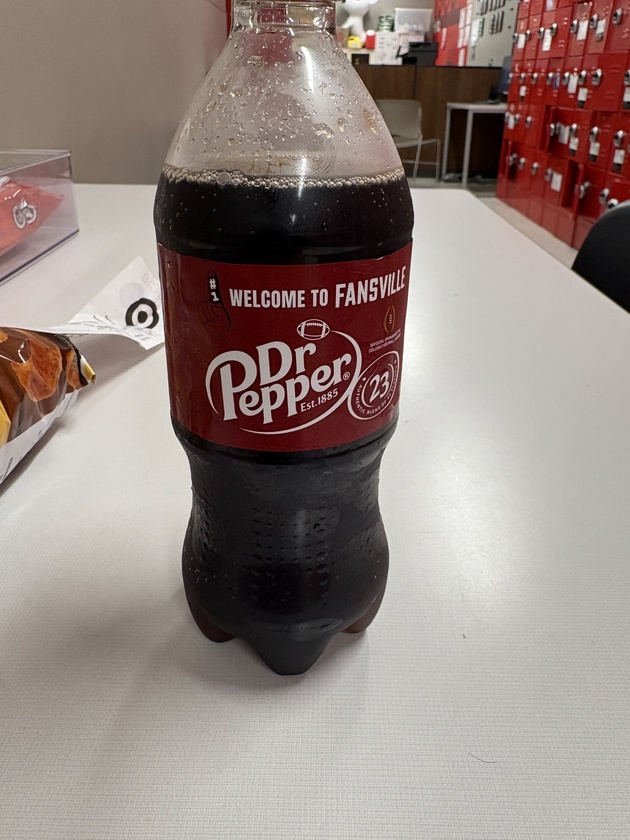 #
1
WELCOME TO FANSVILLE
Dr
Pepper®
Est.1885
23